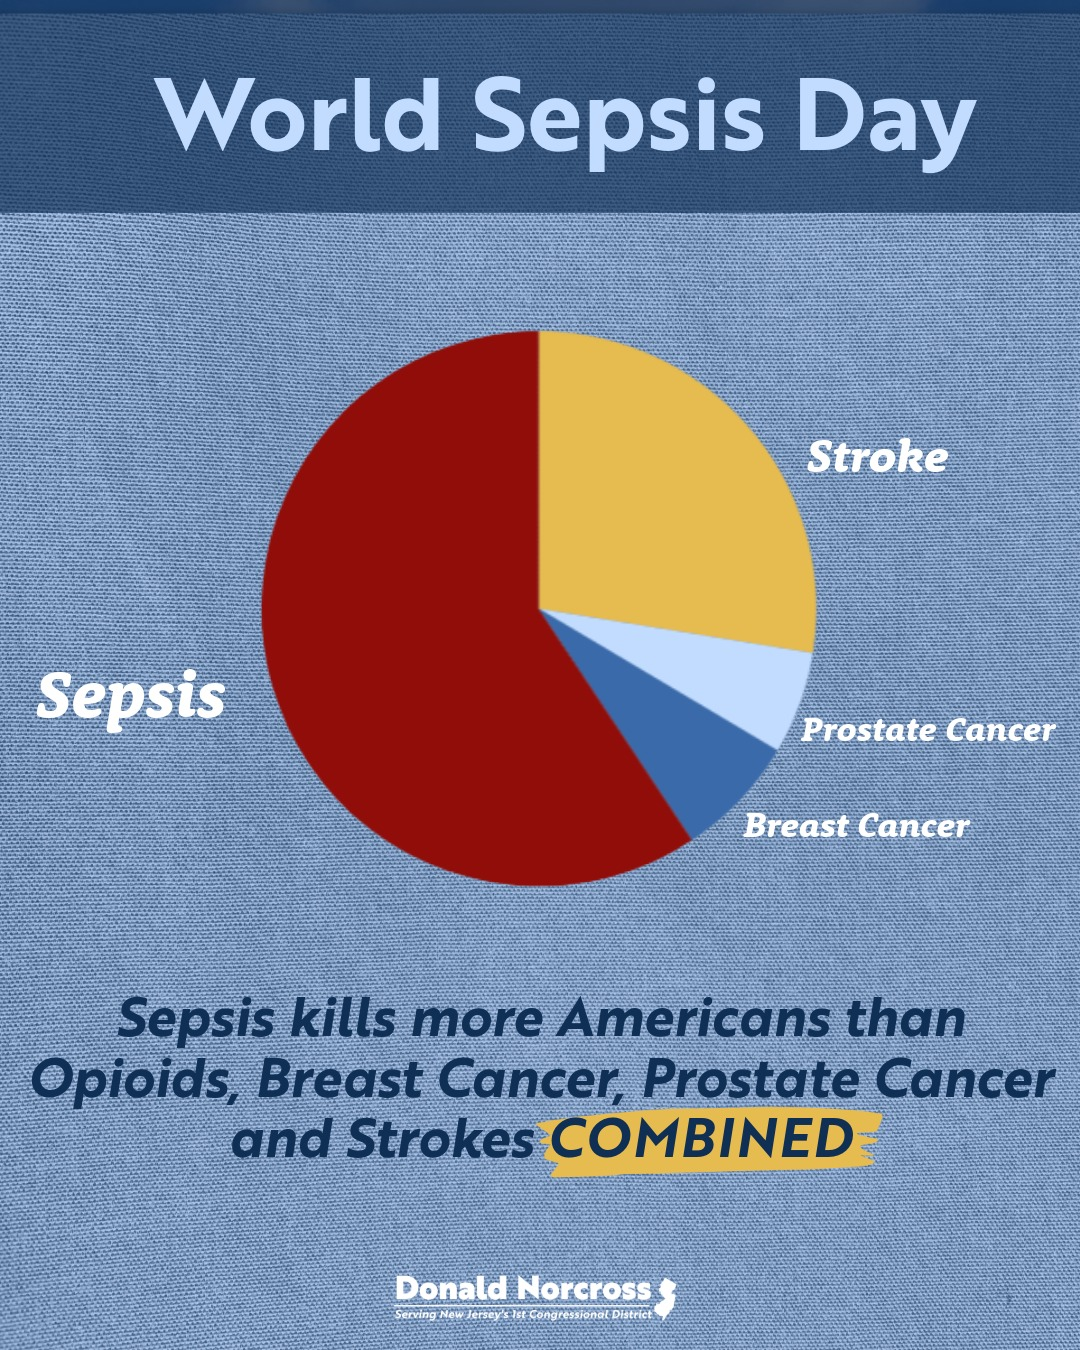 World Sepsis Day
Stroke
Sepsis
Prostate Cancer
Breast Cancer
Sepsis kills more Americans than
Opioids, Breast Cancer, Prostate Cancer
and Strokes COMBINED
Donald Norcross
Serving New Jersey's 1st Congressional District